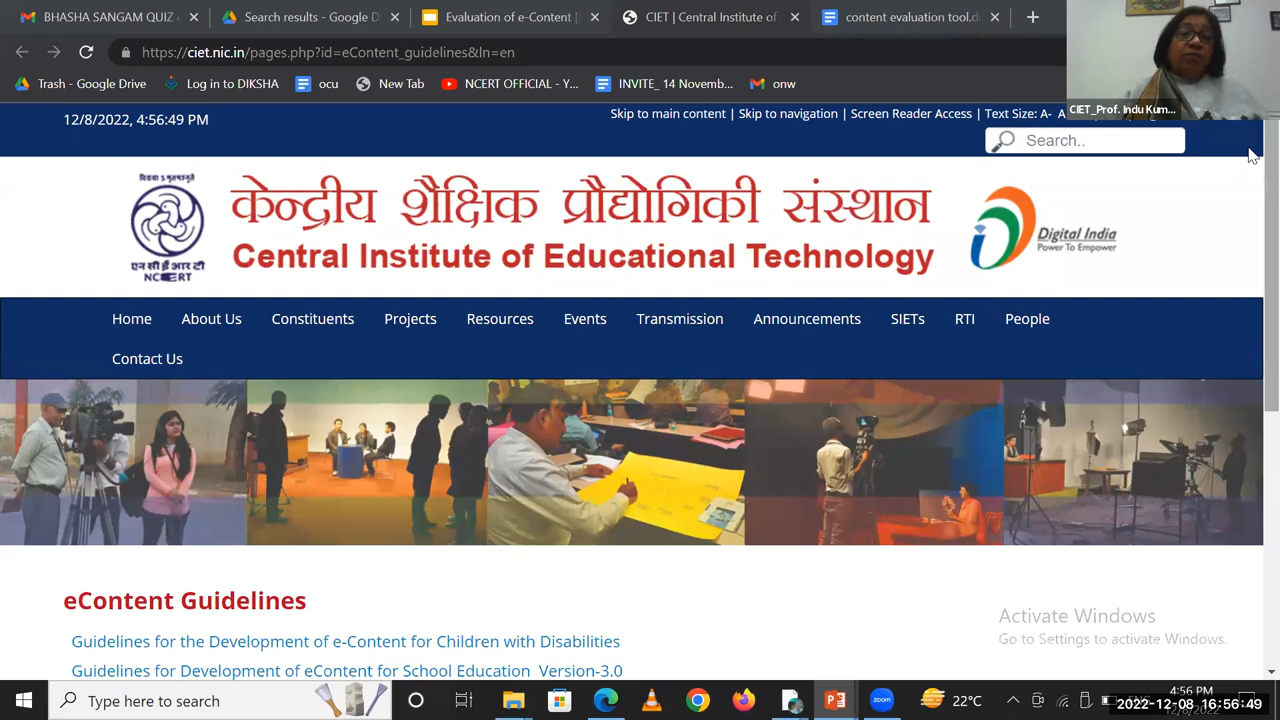 BHASHA SANGAM QUIZ
Search results - Google D
Evaluation of e-Content
CIET | Central Institute of
content evaluation tool.d
https://ciet.nic.in/pages.php?id=eContent_guidelines&ln=en
Trash - Google Drive
Log in to DIKSHA
ocu-
New Tab
NCERT OFFICIAL - Y...
INVITE_ 14 Novemb...
onw
CIET_Prof. Indu Kum...
12/8/2022, 4:56:49 PM
Skip to main content | Skip to navigation | Screen Reader Access | Text Size: A- A
Search..
विद्यया ऽ मृतमश्नुते
एन सी ई आर टी
NCERT
केन्द्रीय शैक्षिक प्रौद्योगिकी संस्थान
Central Institute of Educational Technology
Digital India
Power To Empower
Home About Us Constituents Projects Resources Events Transmission Announcements SIETs RTI People
Contact Us
eContent Guidelines
Guidelines for the Development of e-Content for Children with Disabilities
Guidelines for Development of eContent for School Education Version-3.0
Activate Windows
Go to Settings to activate Windows.
Type here to search
22°C
4:56 PM
2022-12-08 16:56:49